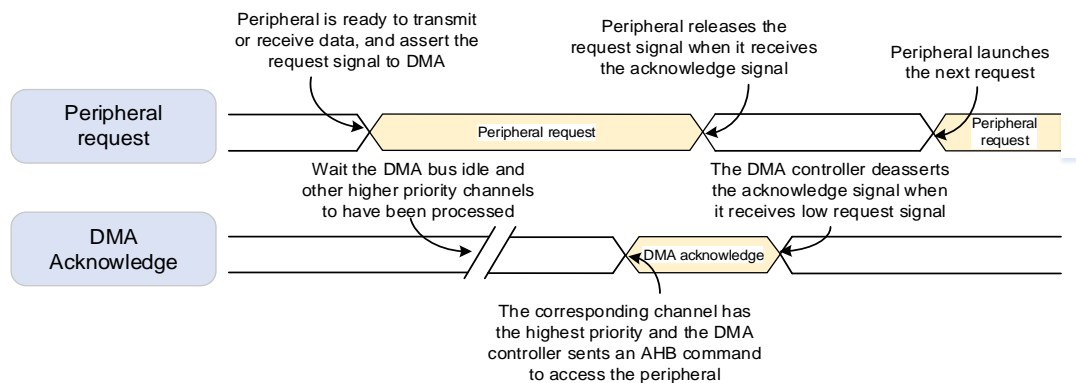 Peripheral is ready to transmit
or receive data, and assert the
request signal to DMA
Peripheral releases the
request signal when it receives
the acknowledge signal
Peripheral launches
the next request
Peripheral
request
Peripheral request
Peripheral
request
Wait the DMA bus idle and
other higher priority channels
to have been processed
The DMA controller deasserts
the acknowledge signal when
it receives low request signal
DMA
Acknowledge
DMA acknowledge
The corresponding channel has
the highest priority and the DMA
controller sents an AHB command
to access the peripheral